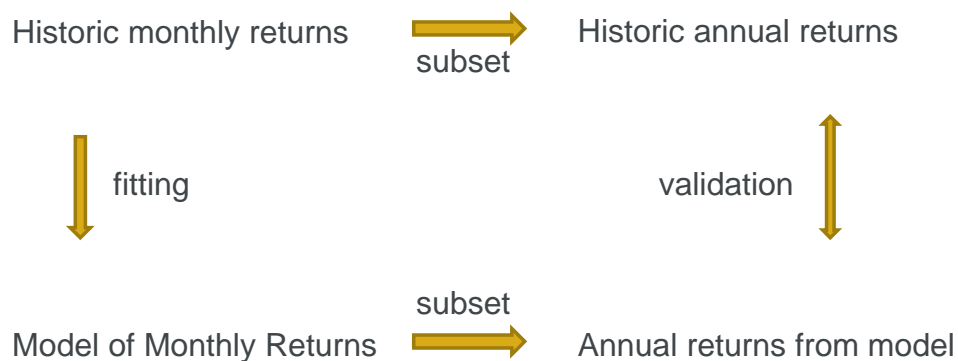 Historic monthly returns
Historic annual returns
subset
fitting
validation
subset
Model of Monthly Returns
Annual returns from model